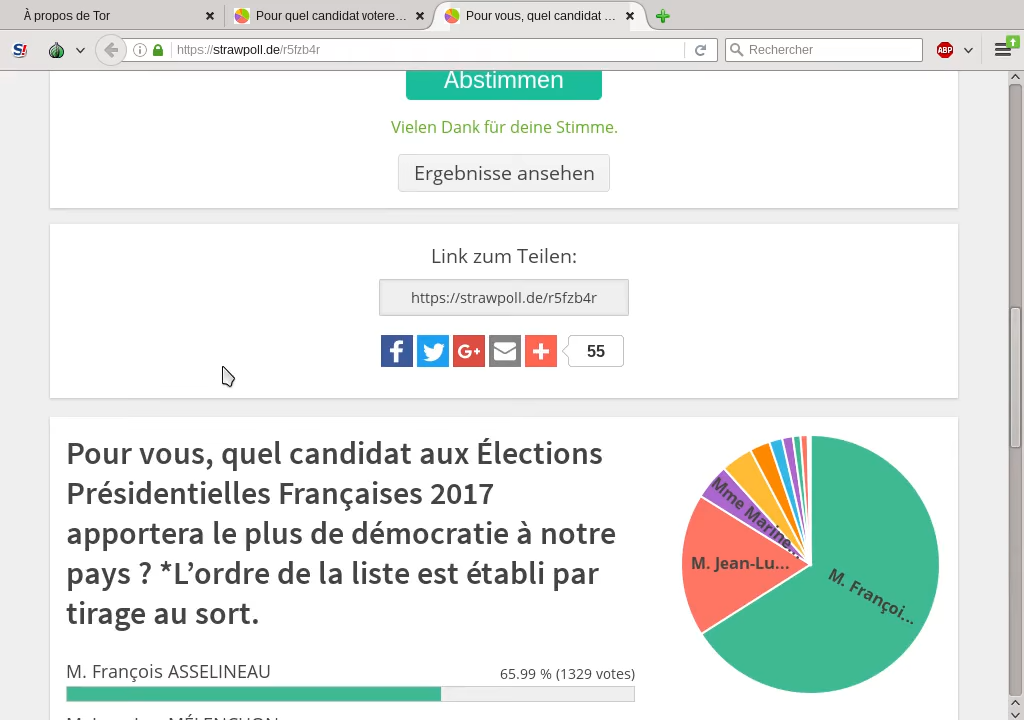 À propos de Tor
Pour quel candidat votere...
Pour vous, quel candidat ...
S!
https://strawpoll.de/r5fzb4r
Rechercher
ABP
Abstimmen
Vielen Dank für deine Stimme.
Ergebnisse ansehen
Link zum Teilen:
https://strawpoll.de/r5fzb4r
55
Pour vous, quel candidat aux Élections
Présidentielles Françaises 2017
apportera le plus de démocratie à notre
pays ? *L’ordre de la liste est établi par
tirage au sort.
Mme Marine...
M. Jean-Lu...
M. Françoi...
M. François ASSELINEAU
65.99 % (1329 votes)